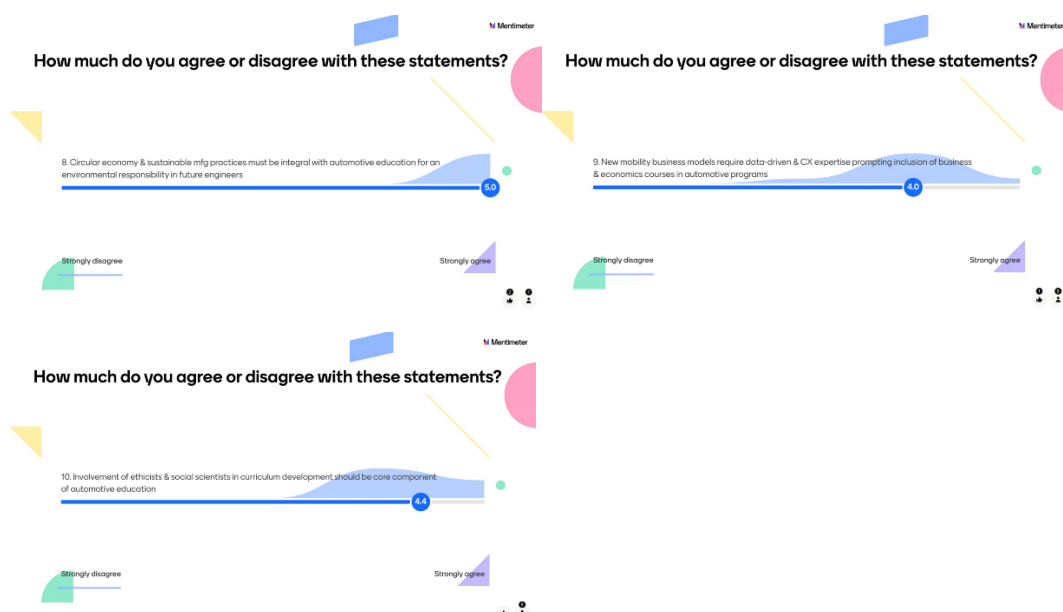 Mentimeter
How much do you agree or disagree with these statements?
8. Circular economy & sustainable mfg practices must be integral with automotive education for an
environmental responsibility in future engineers
5.0
Strongly disagree
Strongly agree
Mentimeter
How much do you agree or disagree with these statements?
9. New mobility business models require data-driven & CX expertise prompting inclusion of business
& economics courses in automotive programs
4.0
Strongly disagree
Strongly agree
Mentimeter
How much do you agree or disagree with these statements?
10. Involvement of ethicists & social scientists in curriculum development should be core component
of automotive education
4.4
Strongly disagree
Strongly agree